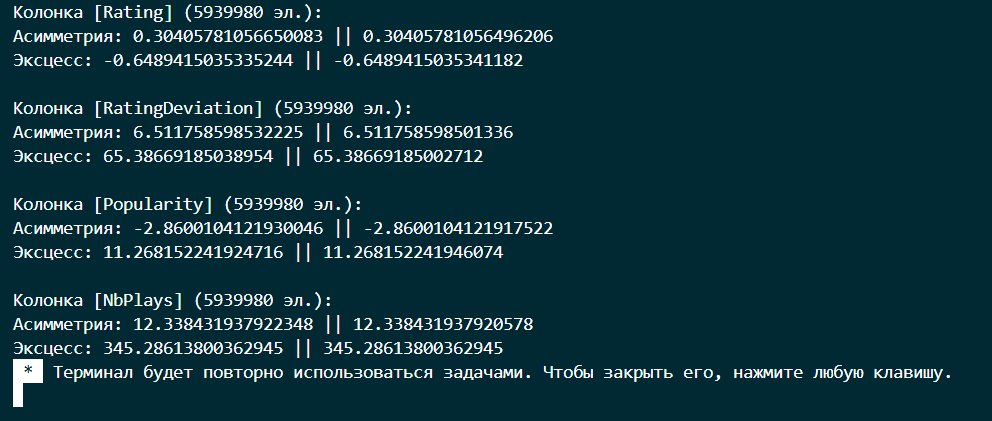 Колонка [Rating] (5939980 эл.):
Асимметрия: 0.30405781056650083 || 0.30405781056496206
Эксцесс: -0.6489415035335244 || -0.6489415035341182
Колонка [RatingDeviation] (5939980 эл.):
Асимметрия: 6.511758598532225 || 6.511758598501336
Эксцесс: 65.38669185038954 || 65.38669185002712
Колонка [Popularity] (5939980 эл.):
Асимметрия: -2.8600104121930046 || -2.8600104121917522
Эксцесс: 11.268152241924716 || 11.268152241946074
Колонка [NbPlays] (5939980 эл.):
Асимметрия: 12.338431937922348 || 12.338431937920578
Эксцесс: 345.28613800362945 || 345.28613800362945
* Терминал будет повторно использоваться задачами. Чтобы закрыть его, нажмите любую клавишу.